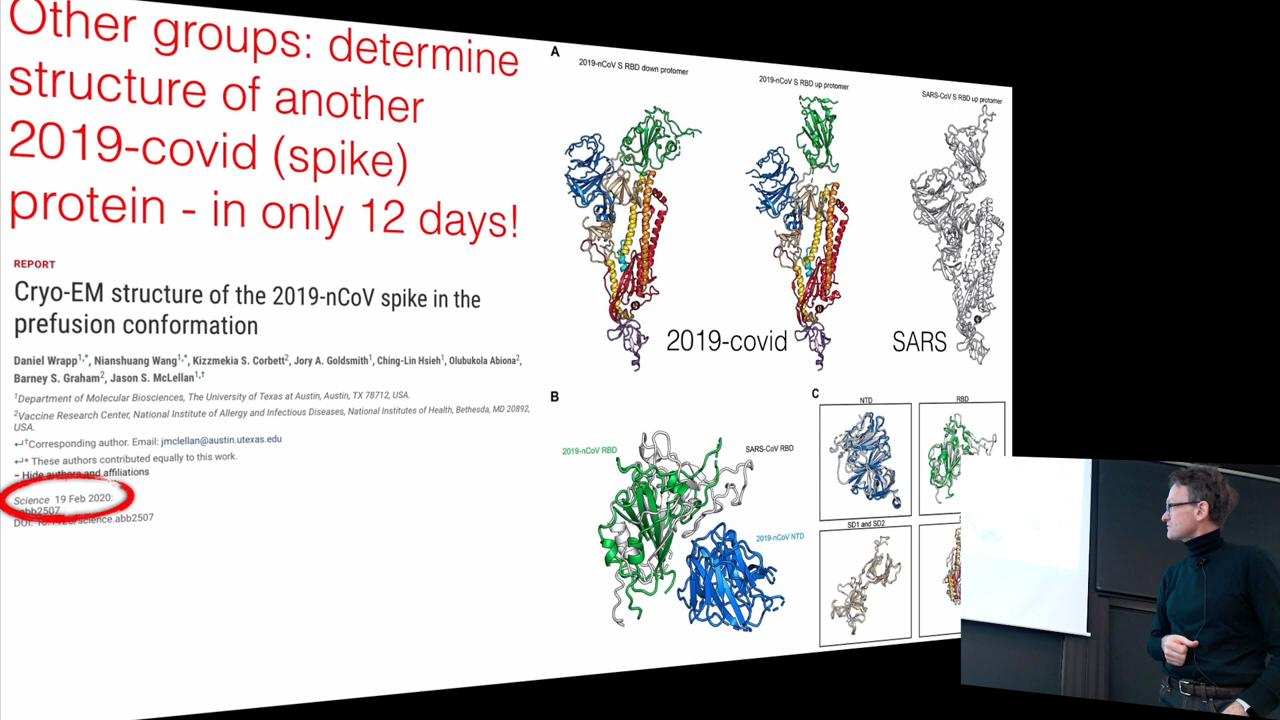 Other groups: determine
structure of another
2019-covid (spike)
protein - in only 12 days!
REPORT
Cryo-EM structure of the 2019-nCoV spike in the
prefusion conformation
Daniel Wrapp1,*, Nianshuang Wang1,*, Kizzmekia S. Corbett2, Jory A. Goldsmith1, Ching-Lin Hsieh1, Olubukola Abiona2,
Barney S. Graham2, Jason S. McLellan1,†
1Department of Molecular Biosciences, The University of Texas at Austin, Austin, TX 78712, USA.
2Vaccine Research Center, National Institute of Allergy and Infectious Diseases, National Institutes of Health, Bethesda, MD 20892,
USA.
↵†Corresponding author. Email: jmclellan@austin.utexas.edu
↵* These authors contributed equally to this work.
– Hide authors and affiliations
Science 19 Feb 2020:
abb2507
DOI: 10.1126/science.abb2507
A
2019-nCoV S RBD down protomer
2019-nCoV S RBD up protomer
SARS-CoV S RBD up protomer
2019-covid
SARS
B
2019-nCoV RBD
SARS-CoV RBD
2019-nCoV NTD
C
NTD
RBD
SD1 and SD2